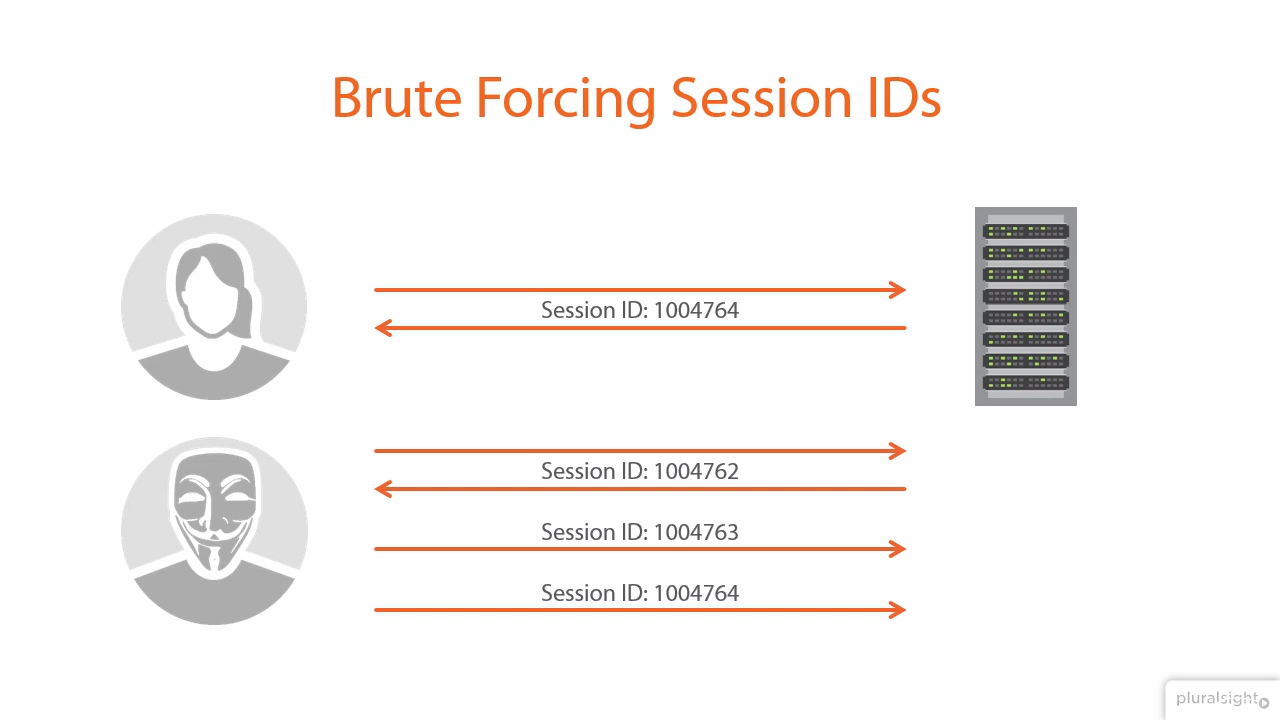 Brute Forcing Session IDs
Session ID: 1004764
Session ID: 1004762
Session ID: 1004763
Session ID: 1004764
pluralsight